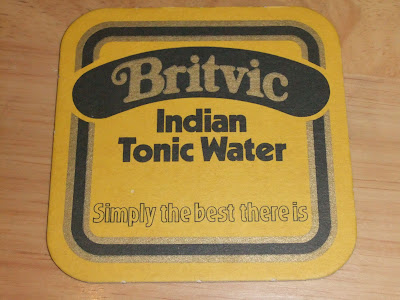 Britvic
Indian
Tonic Water
Simply the best there is